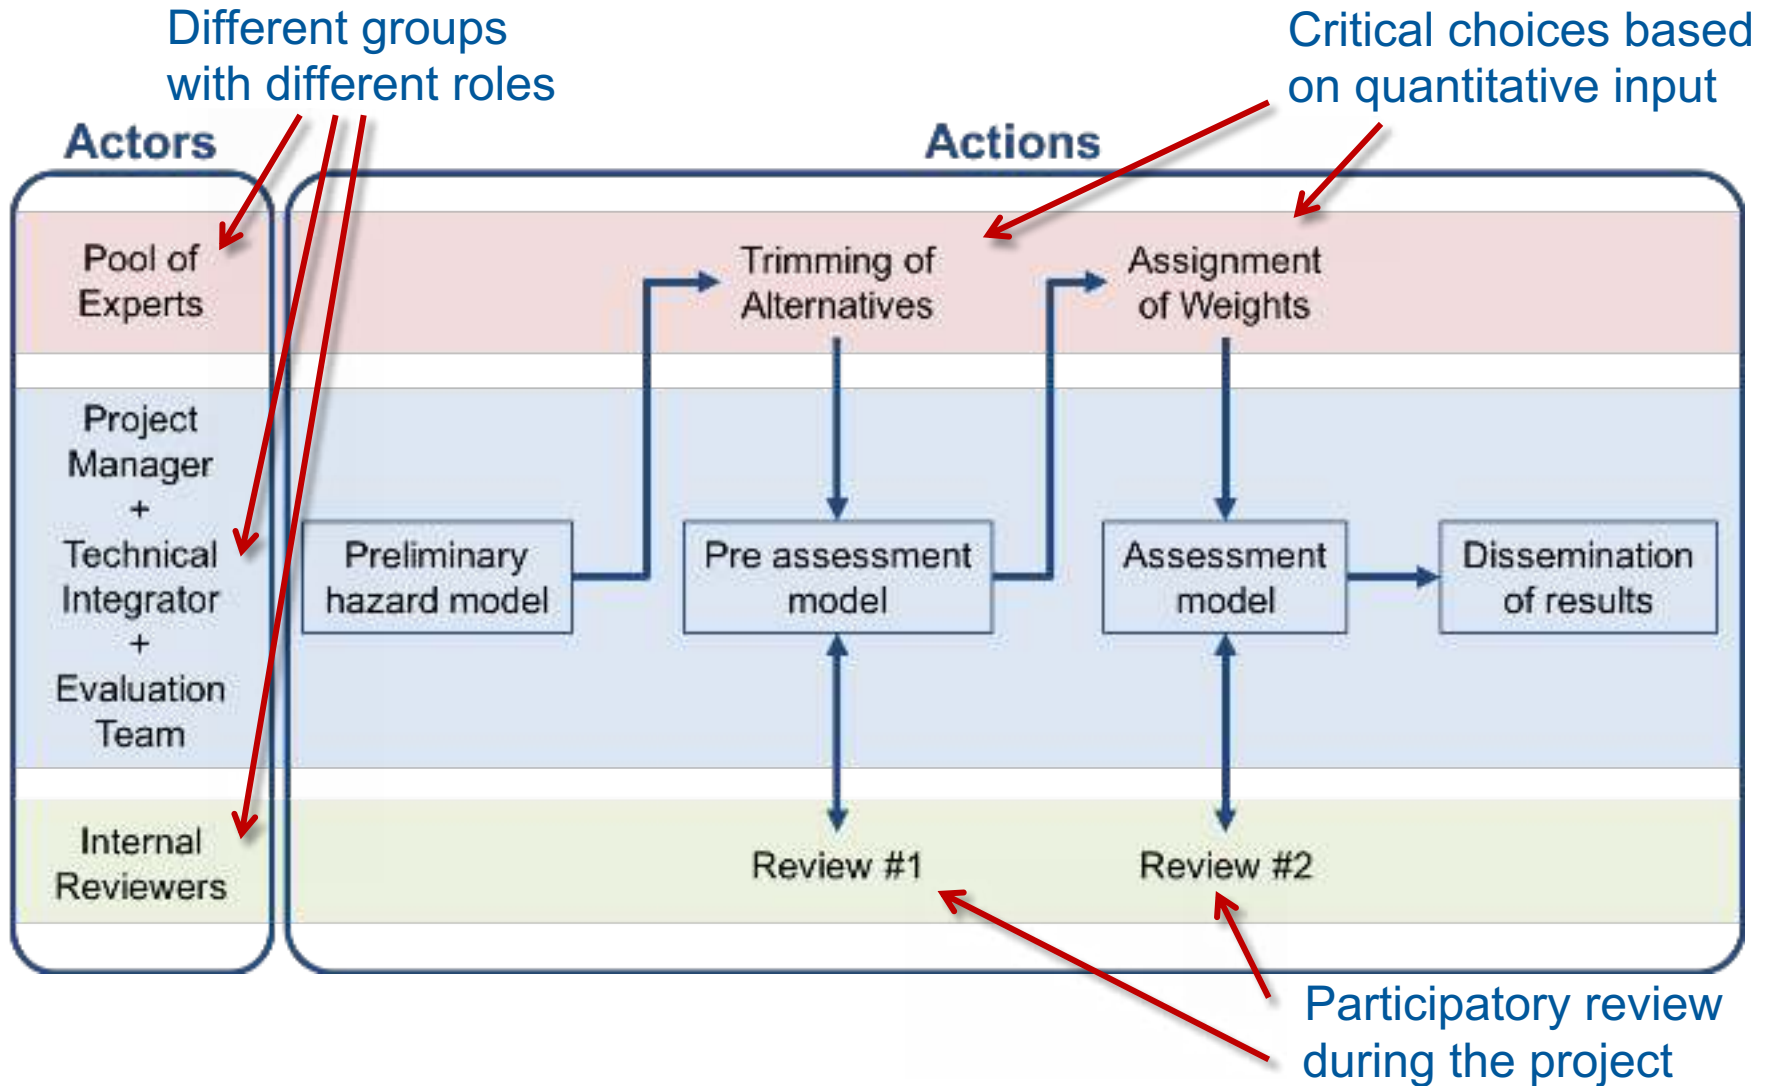 Different groups
with different roles
Critical choices based
on quantitative input
Actors
Actions
Pool of
Experts
Trimming of
Alternatives
Assignment
of Weights
Project
Manager
+
Technical
Integrator
+
Evaluation
Team
Preliminary
hazard model
Pre assessment
model
Assessment
model
Dissemination
of results
Internal
Reviewers
Review #1
Review #2
Participatory review
during the project